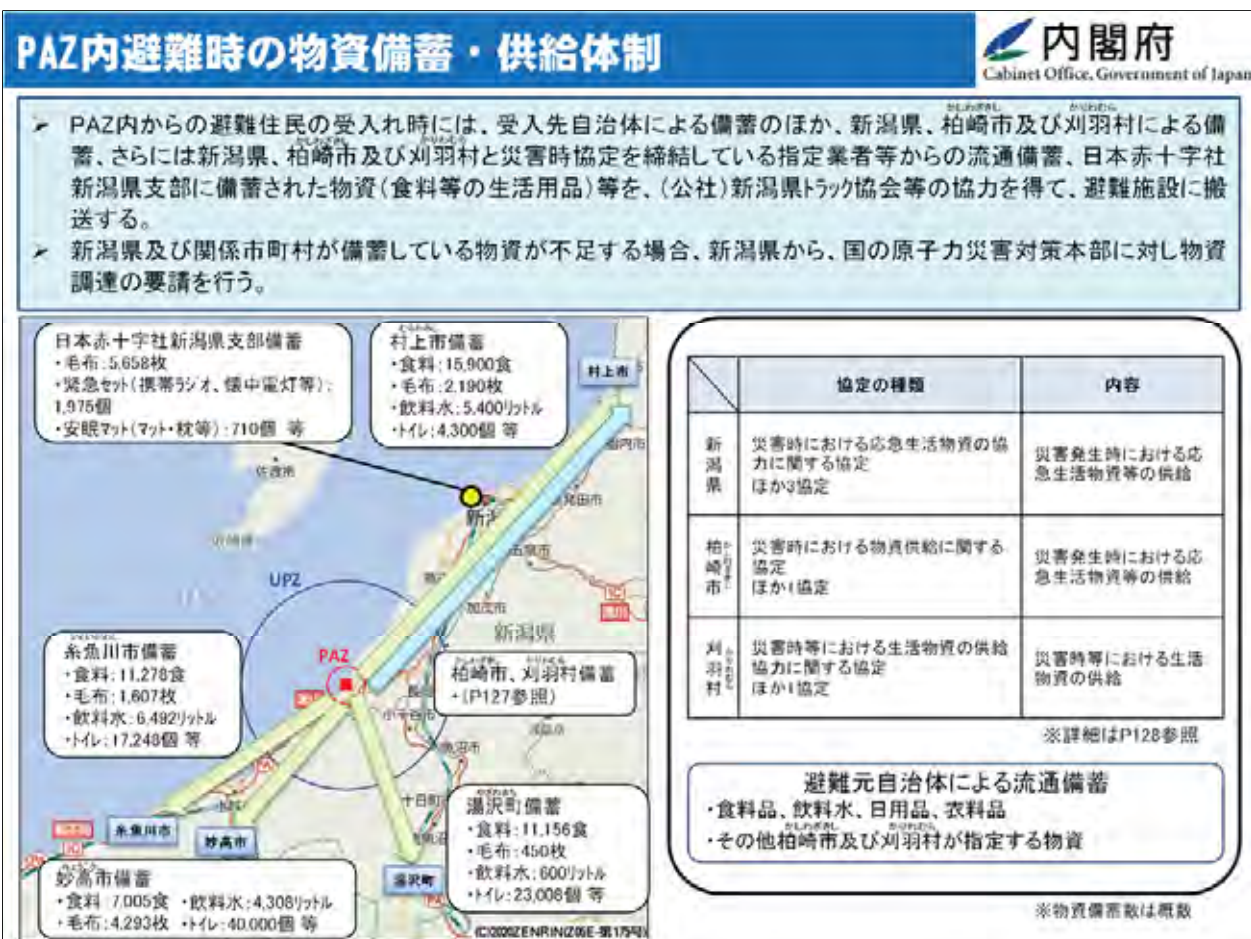 PAZ内避難時の物資備蓄・供給体制
内閣府
Cabinet Office, Government of Japan
➢ PAZ内からの避難住民の受入れ時には、受入先自治体による備蓄のほか、新潟県、柏崎市及び刈羽村による備
蓄、さらには新潟県、柏崎市及び刈羽村と災害時協定を締結している指定業者等からの流通備蓄、日本赤十字社
新潟県支部に備蓄された物資(食料等の生活用品)等を、(公社)新潟県トラック協会等の協力を得て、避難施設に搬
送する。
➢ 新潟県及び関係市町村が備蓄している物資が不足する場合、新潟県から、国の原子力災害対策本部に対し物資
調達の要請を行う。
日本赤十字社新潟県支部備蓄
・毛布:5,658枚
・緊急セット(携帯ラジオ、懐中電灯等):
1,975個
・安眠マット(マット・枕等):710個 等
村上市備蓄
・食料:15,900食
・毛布:2,190枚
・飲料水:5,400リットル
・トイレ:4,300個 等
村上市
佐渡市
五泉市
加茂市
新潟県
UPZ
PAZ
糸魚川市備蓄
・食料:11,278食
・毛布:1,607枚
・飲料水:6,492リットル
・トイレ:17,248個 等
柏崎市、刈羽村備蓄
・(P127参照)
小千谷市
魚沼市
十日町
湯沢町備蓄
・食料:11,156食
・毛布:450枚
・飲料水:600リットル
・トイレ:23,008個 等
糸魚川市
妙高市
湯沢町
妙高市備蓄
・食料:7,005食 ・飲料水:4,308リットル
・毛布:4,293枚 ・トイレ:40,000個 等
(C)2020ZENRIN(Z05E-第175号)
協定の種類
内容
新潟県
災害時における応急生活物資の協
力に関する協定
ほか3協定
災害発生時における応
急生活物資等の供給
柏崎市
災害時における物資供給に関する
協定
ほか1協定
災害発生時における応
急生活物資等の供給
刈羽村
災害時等における生活物資の供給
協力に関する協定
ほか1協定
災害時等における生活
物資の供給
※詳細はP128参照
避難元自治体による流通備蓄
・食料品、飲料水、日用品、衣料品
・その他柏崎市及び刈羽村が指定する物資
※物資備蓄数は概数